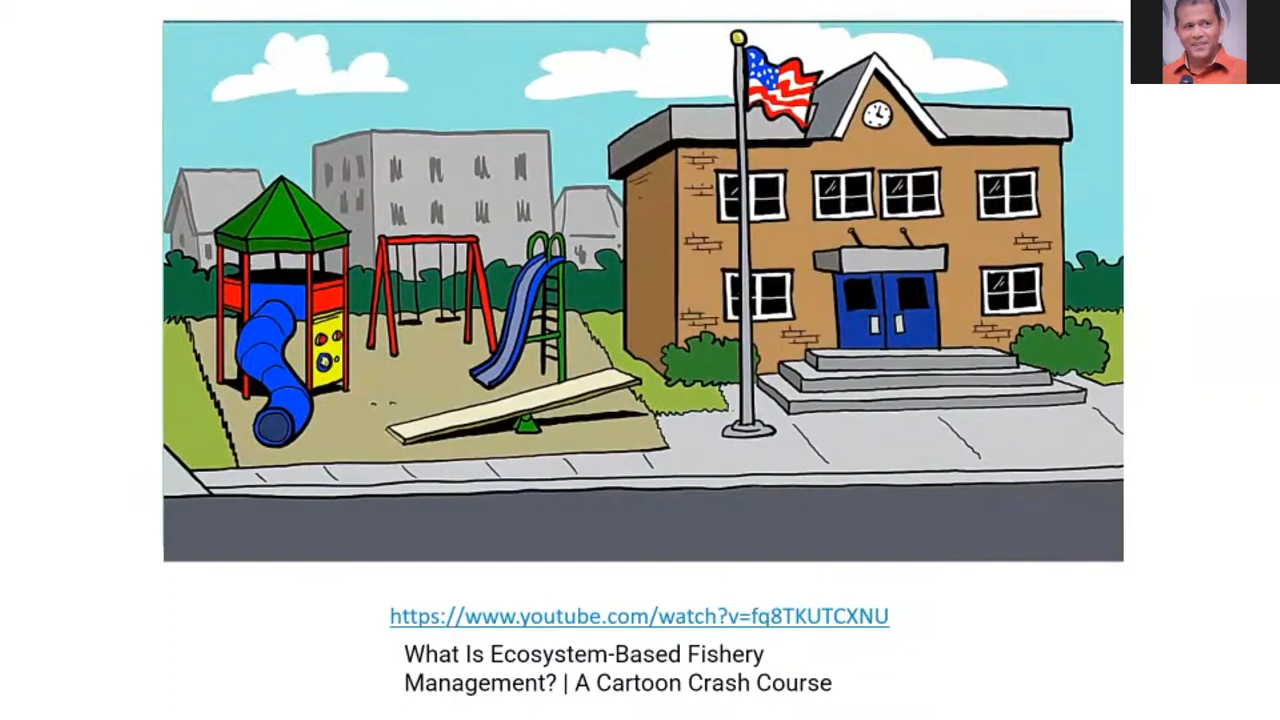 https://www.youtube.com/watch?v=fq8TKUTCXNU
What Is Ecosystem-Based Fishery
Management? | A Cartoon Crash Course